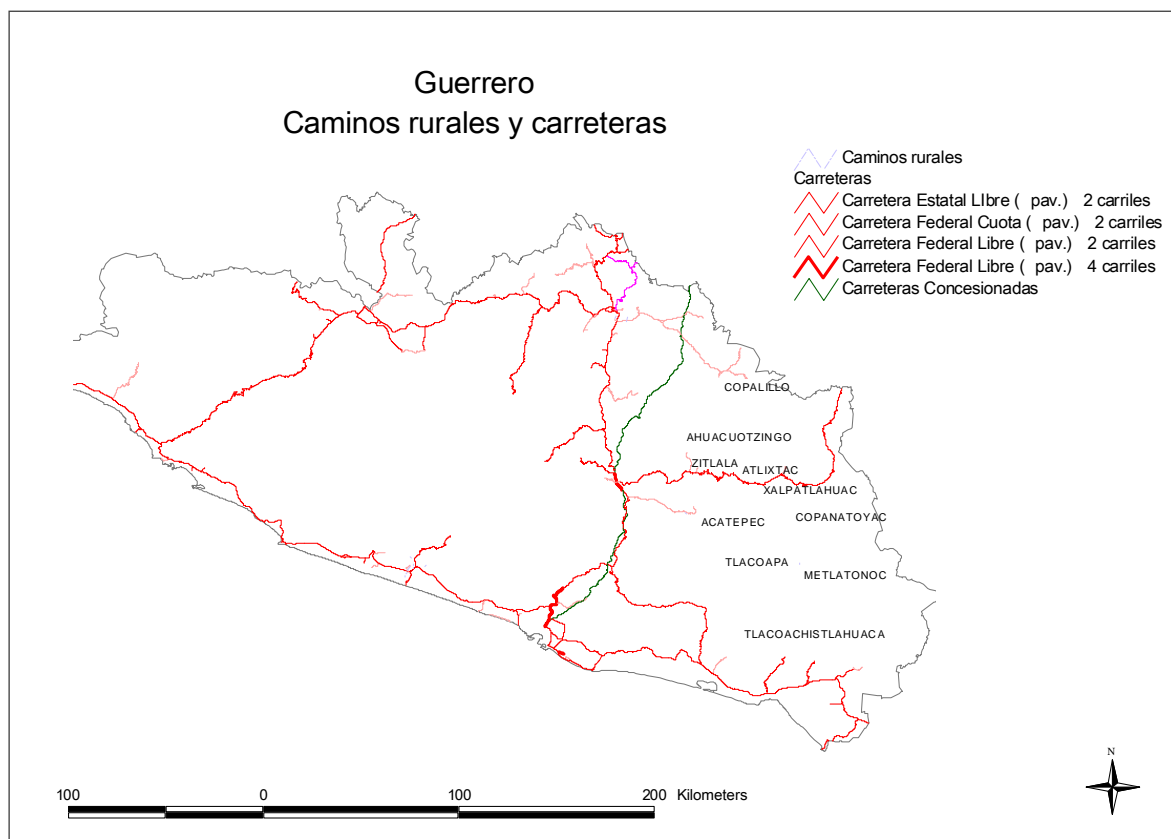 Guerrero
Caminos rurales y carreteras
Caminos rurales
Carreteras
Carretera Estatal LIbre ( pav.) 2 carriles
Carretera Federal Cuota ( pav.) 2 carriles
Carretera Federal Libre ( pav.) 2 carriles
Carretera Federal Libre ( pav.) 4 carriles
Carreteras Concesionadas
COPALILLO
AHUACUOTZINGO
ZITLALA
ATLIXTAC
XALPATLAHUAC
ACATEPEC
COPANATOYAC
TLACOAPA
METLATONOC
TLACOACHISTLAHUACA
100 0 100 200 Kilometers
N